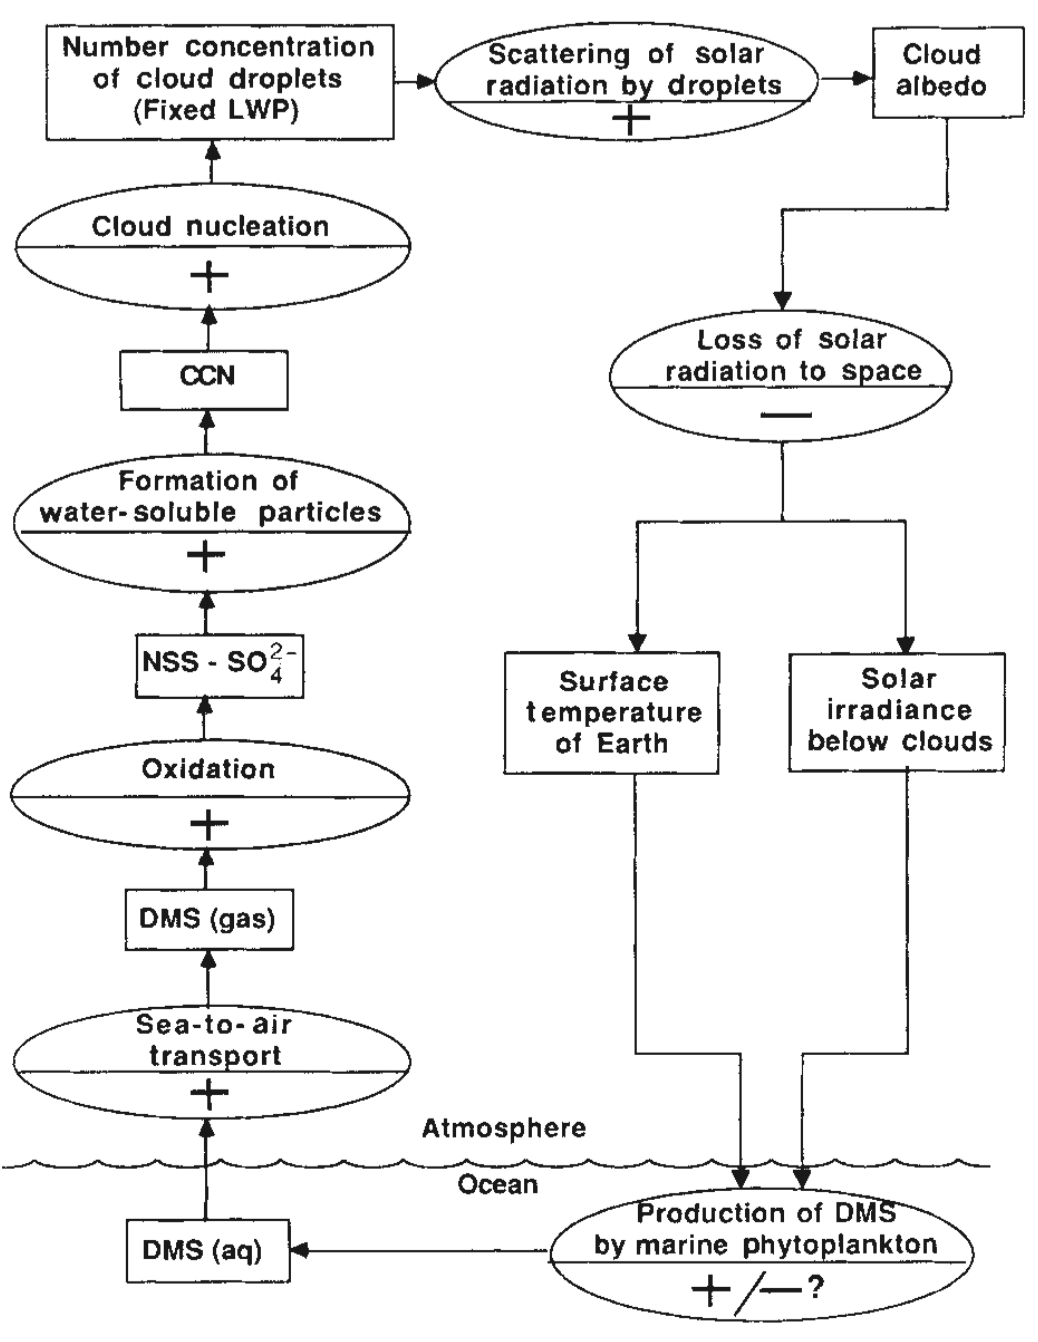 Number concentration
of cloud droplets
(Fixed LWP)
Scattering of solar
radiation by droplets
+
Cloud
albedo
Cloud nucleation
+
CCN
Formation of
water-soluble particles
+
NSS - SO₄²⁻
Oxidation
+
DMS (gas)
Sea-to-air
transport
+
Loss of solar
radiation to space
—
Surface
temperature
of Earth
Solar
irradiance
below clouds
Atmosphere
Ocean
DMS (aq)
Production of DMS
by marine phytoplankton
+/—?